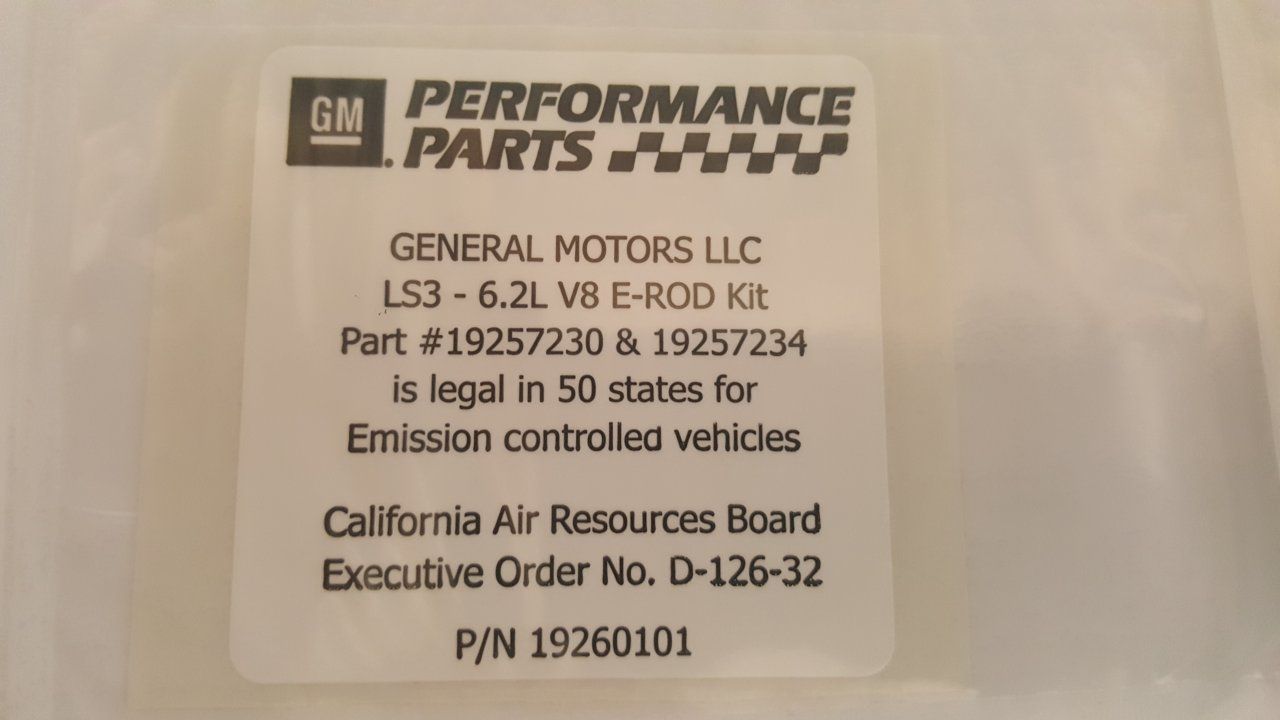 GM PERFORMANCE
PARTS
GENERAL MOTORS LLC
LS3 - 6.2L V8 E-ROD Kit
Part #19257230 & 19257234
is legal in 50 states for
Emission controlled vehicles
California Air Resources Board
Executive Order No. D-126-32
P/N 19260101